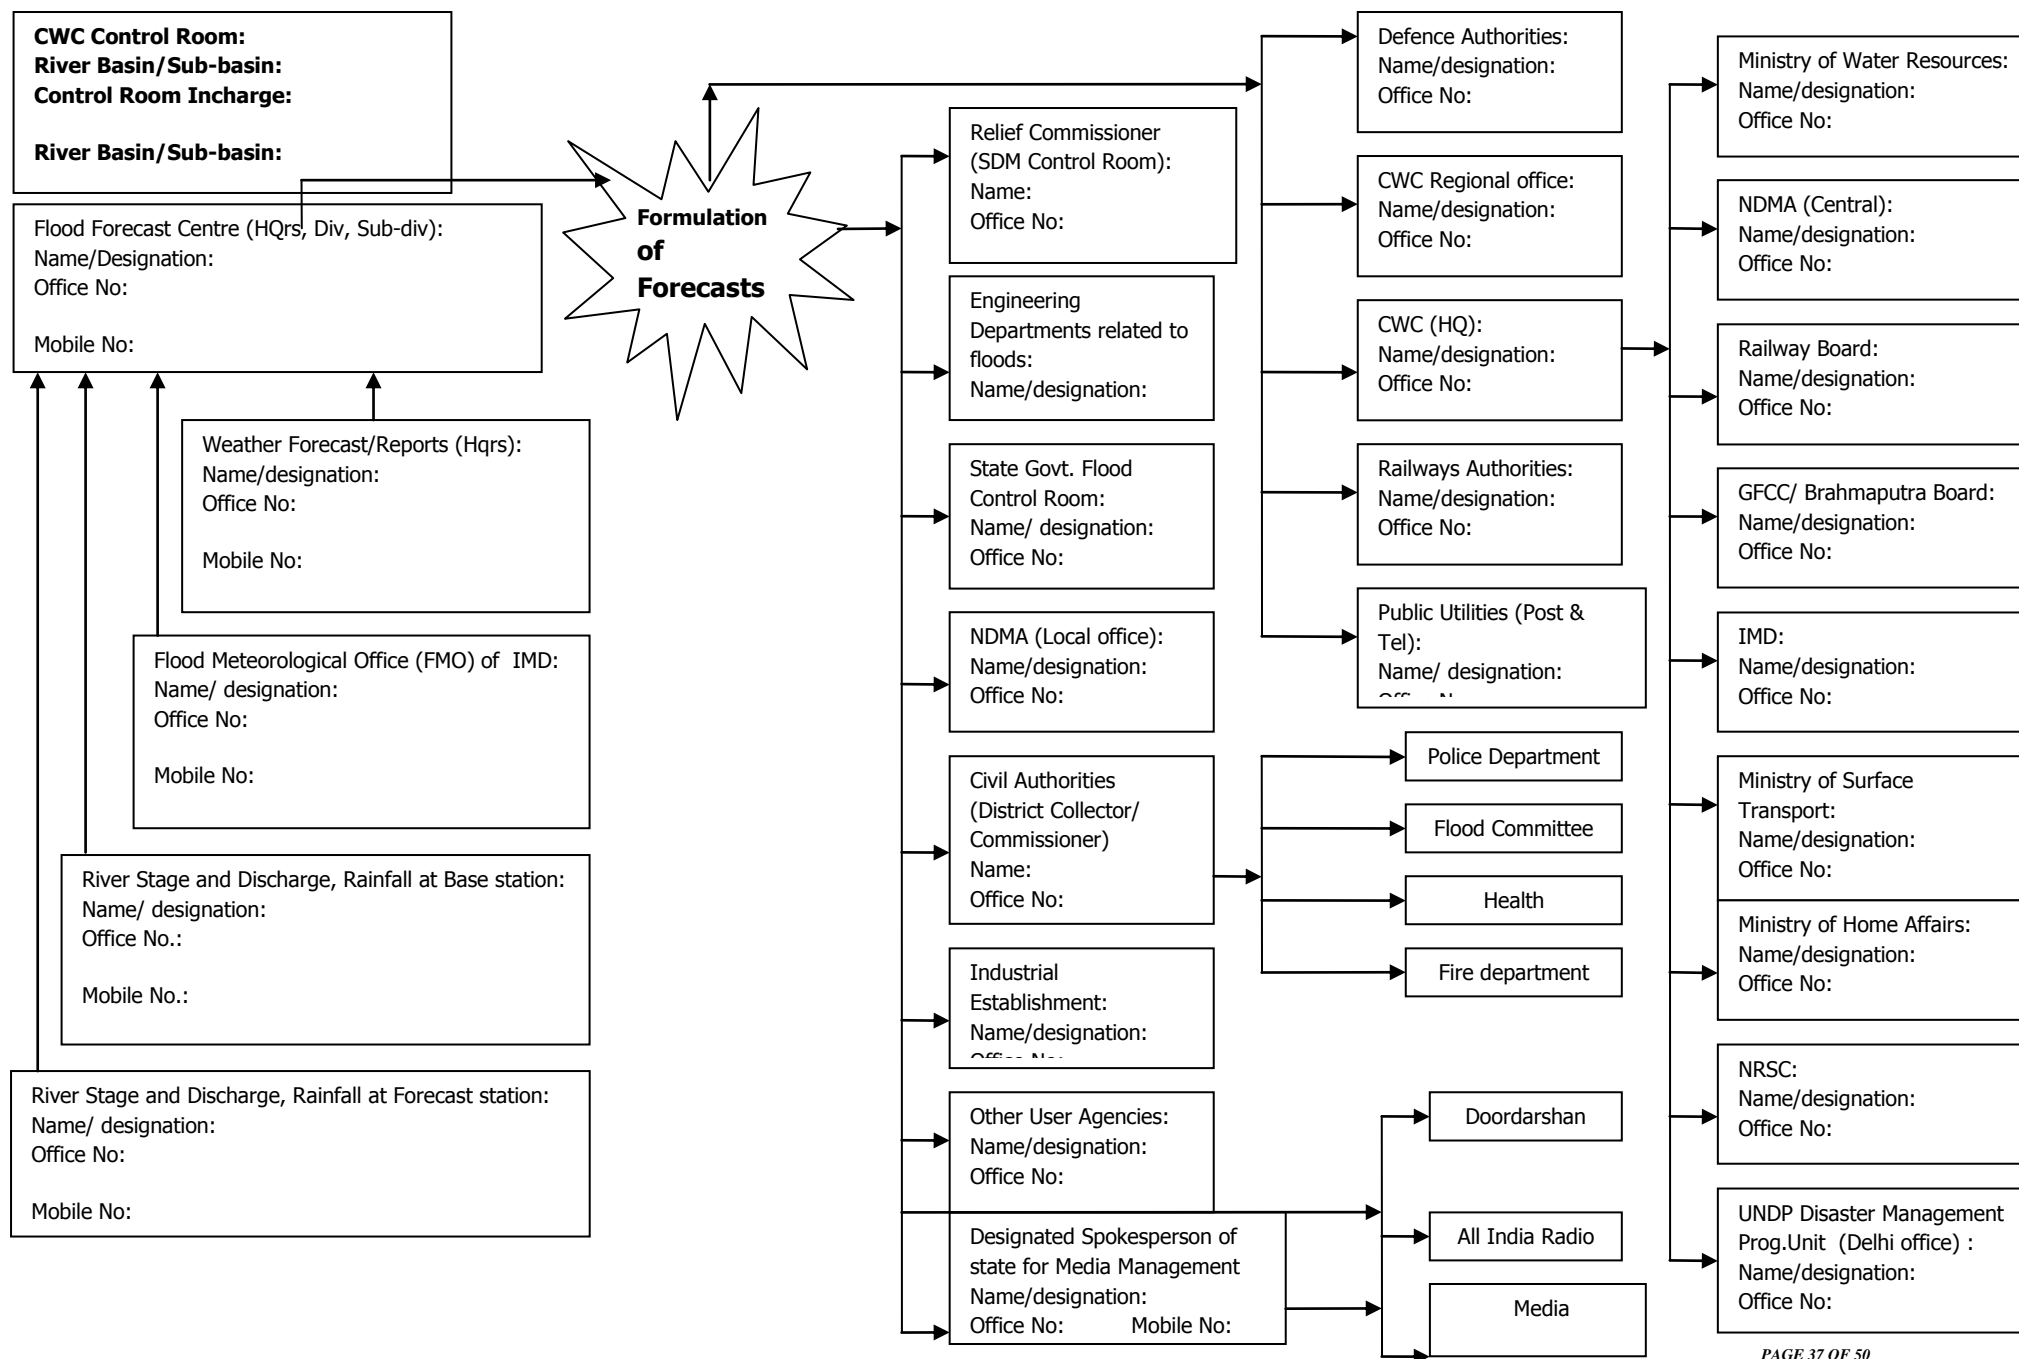 CWC Control Room:
River Basin/Sub-basin:
Control Room Incharge:
River Basin/Sub-basin:
Flood Forecast Centre (HQrs, Div, Sub-div):
Name/Designation:
Office No:
Mobile No:
Weather Forecast/Reports (Hqrs):
Name/designation:
Office No:
Mobile No:
Flood Meteorological Office (FMO) of IMD:
Name/ designation:
Office No:
Mobile No:
River Stage and Discharge, Rainfall at Base station:
Name/ designation:
Office No.:
Mobile No.:
River Stage and Discharge, Rainfall at Forecast station:
Name/ designation:
Office No:
Mobile No:
Formulation
of
Forecasts
Relief Commissioner
(SDM Control Room):
Name:
Office No:
Engineering
Departments related to
floods:
Name/designation:
State Govt. Flood
Control Room:
Name/ designation:
Office No:
NDMA (Local office):
Name/designation:
Office No:
Civil Authorities
(District Collector/
Commissioner)
Name:
Office No:
Industrial
Establishment:
Name/designation:
Other User Agencies:
Name/designation:
Office No:
Designated Spokesperson of
state for Media Management
Name/designation:
Office No: Mobile No:
Defence Authorities:
Name/designation:
Office No:
CWC Regional office:
Name/designation:
Office No:
CWC (HQ):
Name/designation:
Office No:
Railways Authorities:
Name/designation:
Office No:
Public Utilities (Post &
Tel):
Name/ designation:
Police Department
Flood Committee
Health
Fire department
Doordarshan
All India Radio
Media
Ministry of Water Resources:
Name/designation:
Office No:
NDMA (Central):
Name/designation:
Office No:
Railway Board:
Name/designation:
Office No:
GFCC/ Brahmaputra Board:
Name/designation:
Office No:
IMD:
Name/designation:
Office No:
Ministry of Surface
Transport:
Name/designation:
Office No:
Ministry of Home Affairs:
Name/designation:
Office No:
NRSC:
Name/designation:
Office No:
UNDP Disaster Management
Prog.Unit (Delhi office) :
Name/designation:
Office No:
PAGE 37 OF 50